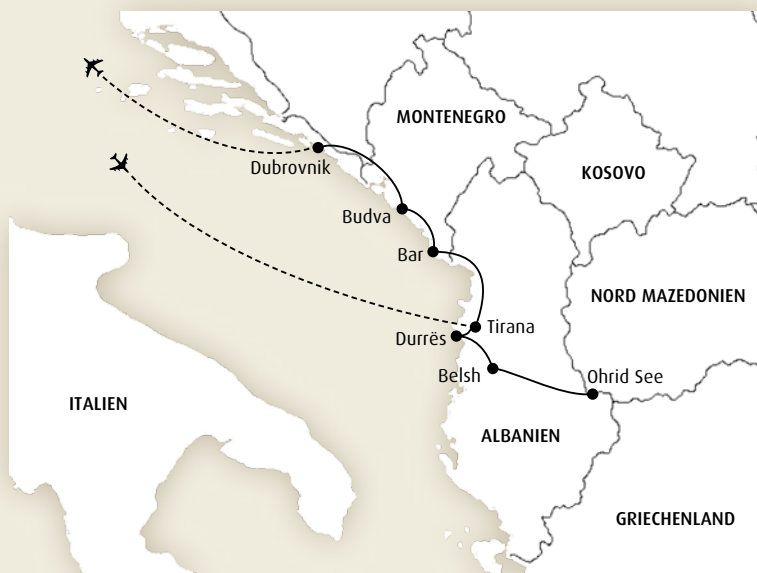 MONTENEGRO
Dubrovnik
KOSOVO
Budva
Bar
NORD MAZEDONIEN
Tirana
Durrës
Belsh
Ohrid See
ITALIEN
ALBANIEN
GRIECHENLAND